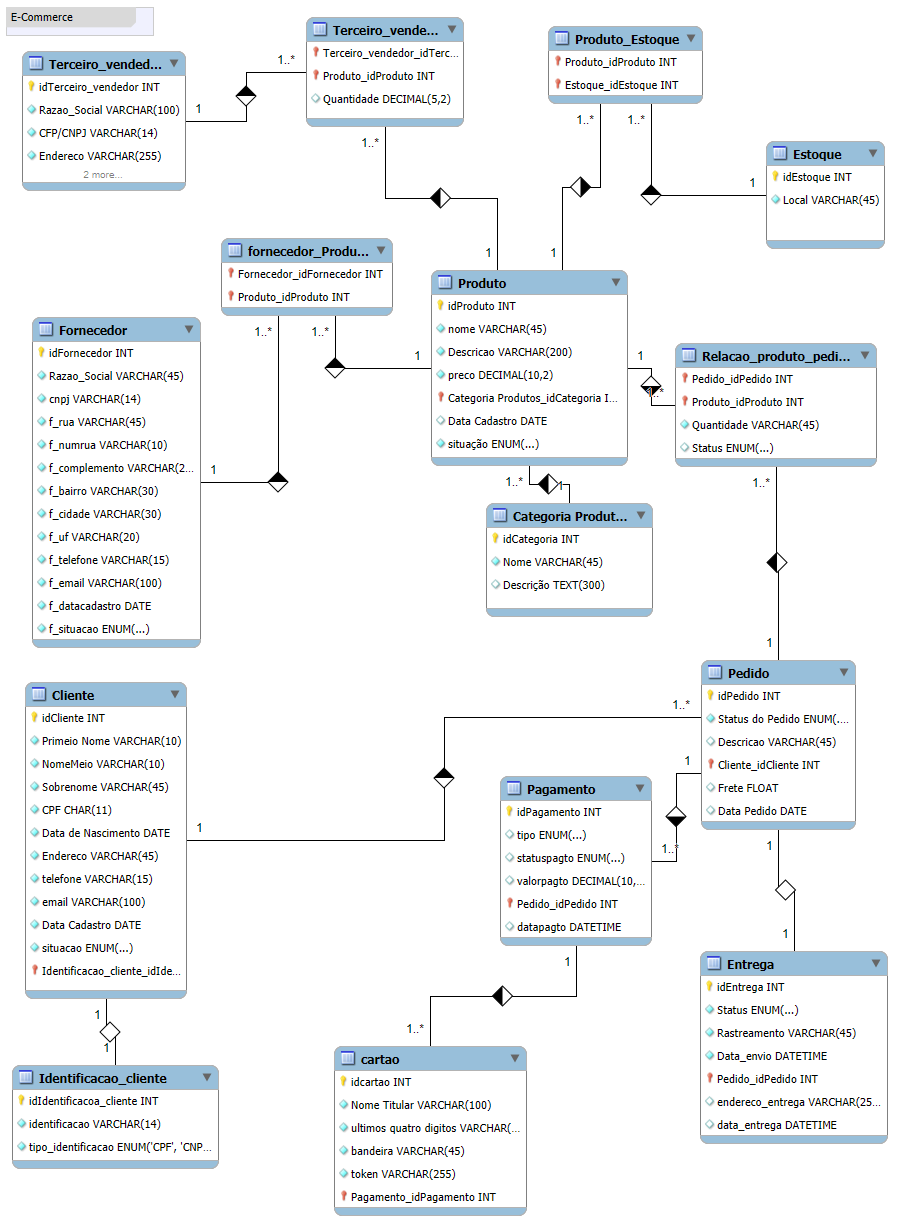 E-Commerce
Terceiro_vended...
idTerceiro_vendedor INT
Razao_Social VARCHAR(100)
CFP/CNPJ VARCHAR(14)
Endereco VARCHAR(255)
2 more...
1
1..*
Terceiro_vende...
Terceiro_vendedor_idTerc...
Produto_idProduto INT
Quantidade DECIMAL(5,2)
1..*
1
Produto_Estoque
Produto_idProduto INT
Estoque_idEstoque INT
1..*
1..*
1
1
Estoque
idEstoque INT
Local VARCHAR(45)
fornecedor_Produ...
Fornecedor_idFornecedor INT
Produto_idProduto INT
1..*
1..*
1
1
Fornecedor
idFornecedor INT
Razao_Social VARCHAR(45)
cnpj VARCHAR(14)
f_rua VARCHAR(45)
f_numrua VARCHAR(10)
f_complemento VARCHAR(2...
f_bairro VARCHAR(30)
f_cidade VARCHAR(30)
f_uf VARCHAR(20)
f_telefone VARCHAR(15)
f_email VARCHAR(100)
f_datacadastro DATE
f_situacao ENUM(...)
Produto
idProduto INT
nome VARCHAR(45)
Descricao VARCHAR(200)
preco DECIMAL(10,2)
Categoria Produtos_idCategoria I...
Data Cadastro DATE
situação ENUM(...)
1
1..*
Relacao_produto_pedi...
Pedido_idPedido INT
Produto_idProduto INT
Quantidade VARCHAR(45)
Status ENUM(...)
1..*
1
1..*
1
Categoria Produt...
idCategoria INT
Nome VARCHAR(45)
Descrição TEXT(300)
Cliente
idCliente INT
Primeio Nome VARCHAR(10)
NomeMeio VARCHAR(10)
Sobrenome VARCHAR(45)
CPF CHAR(11)
Data de Nascimento DATE
Endereco VARCHAR(45)
telefone VARCHAR(15)
email VARCHAR(100)
Data Cadastro DATE
situacao ENUM(...)
Identificacao_cliente_idIde...
1
1..*
1
1
Identificacao_cliente
idIdentificacoa_cliente INT
identificacao VARCHAR(14)
tipo_identificacao ENUM('CPF', 'CNP...
Pedido
idPedido INT
Status do Pedido ENUM(....
Descricao VARCHAR(45)
Cliente_idCliente INT
Frete FLOAT
Data Pedido DATE
1
1..*
Pagamento
idPagamento INT
tipo ENUM(...)
statuspagto ENUM(...)
valorpagto DECIMAL(10,...
Pedido_idPedido INT
datapagto DATETIME
1
1..*
cartao
idcartao INT
Nome Titular VARCHAR(100)
ultimos quatro digitos VARCHAR(...
bandeira VARCHAR(45)
token VARCHAR(255)
Pagamento_idPagamento INT
1
1
Entrega
idEntrega INT
Status ENUM(...)
Rastreamento VARCHAR(45)
Data_envio DATETIME
Pedido_idPedido INT
endereco_entrega VARCHAR(25...
data_entrega DATETIME